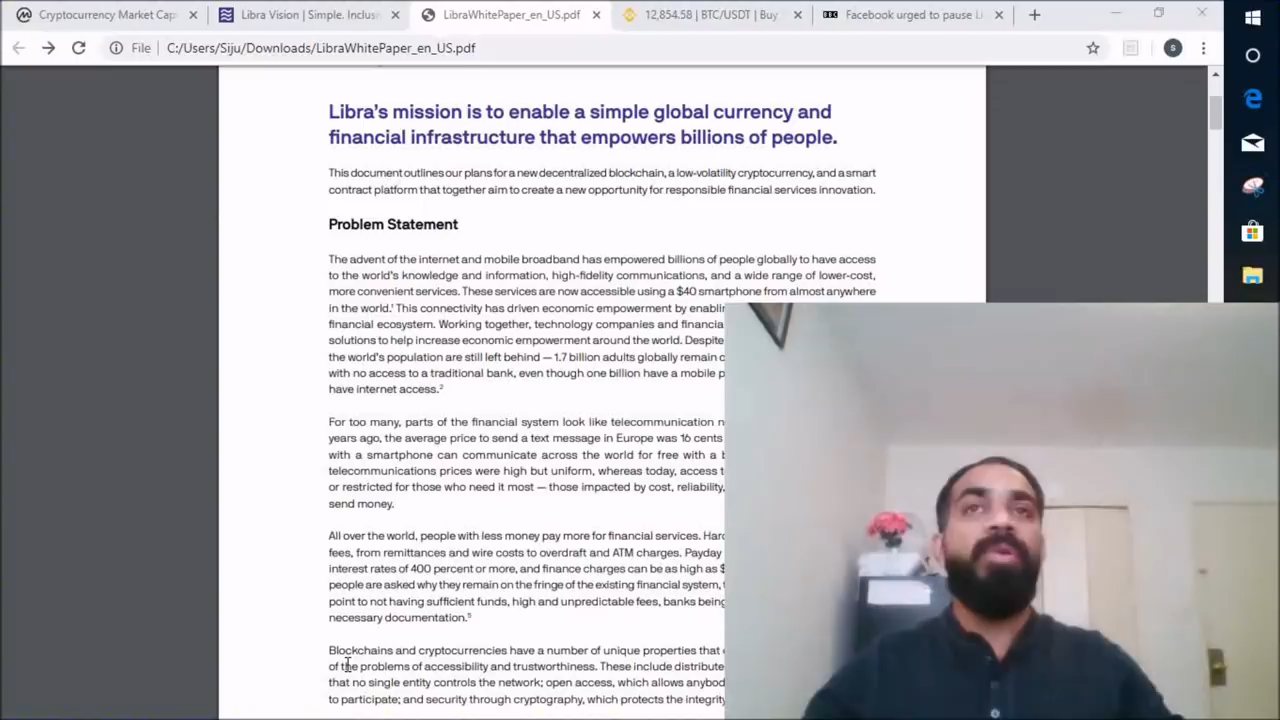 Cryptocurrency Market Cap
Libra Vision | Simple. Inclus
LibraWhitePaper_en_US.pdf
12,854.58 | BTC/USDT | Buy
BBC
Facebook urged to pause Li
File
C:/Users/Siju/Downloads/LibraWhitePaper_en_US.pdf
S
Libra's mission is to enable a simple global currency and
financial infrastructure that empowers billions of people.
This document outlines our plans for a new decentralized blockchain, a low-volatility cryptocurrency, and a smart
contract platform that together aim to create a new opportunity for responsible financial services innovation.
Problem Statement
The advent of the internet and mobile broadband has empowered billions of people globally to have access
to the world's knowledge and information, high-fidelity communications, and a wide range of lower-cost,
more convenient services. These services are now accessible using a $40 smartphone from almost anywhere
in the world.¹ This connectivity has driven economic empowerment by enabli
financial ecosystem. Working together, technology companies and financia
solutions to help increase economic empowerment around the world. Despite
the world's population are still left behind — 1.7 billion adults globally remain o
with no access to a traditional bank, even though one billion have a mobile p
have internet access.²
For too many, parts of the financial system look like telecommunication n
years ago, the average price to send a text message in Europe was 16 cents
with a smartphone can communicate across the world for free with a b
telecommunications prices were high but uniform, whereas today, access t
or restricted for those who need it most — those impacted by cost, reliability,
send money.
All over the world, people with less money pay more for financial services. Hard
fees, from remittances and wire costs to overdraft and ATM charges. Payday
interest rates of 400 percent or more, and finance charges can be as high as $
people are asked why they remain on the fringe of the existing financial system, t
point to not having sufficient funds, high and unpredictable fees, banks being
necessary documentation.⁵
Blockchains and cryptocurrencies have a number of unique properties that
of the problems of accessibility and trustworthiness. These include distribute
that no single entity controls the network; open access, which allows anybod
to participate; and security through cryptography, which protects the integrity